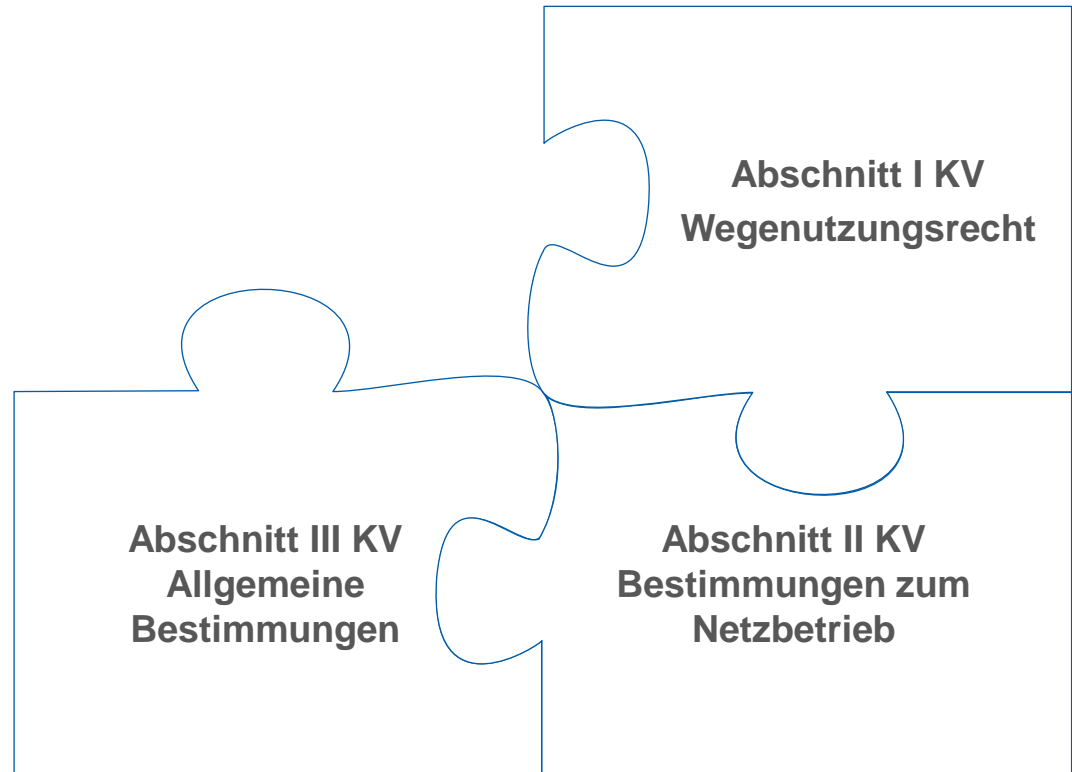 Abschnitt I KV
Wegenutzungsrecht
Abschnitt III KV
Allgemeine
Bestimmungen
Abschnitt II KV
Bestimmungen zum
Netzbetrieb